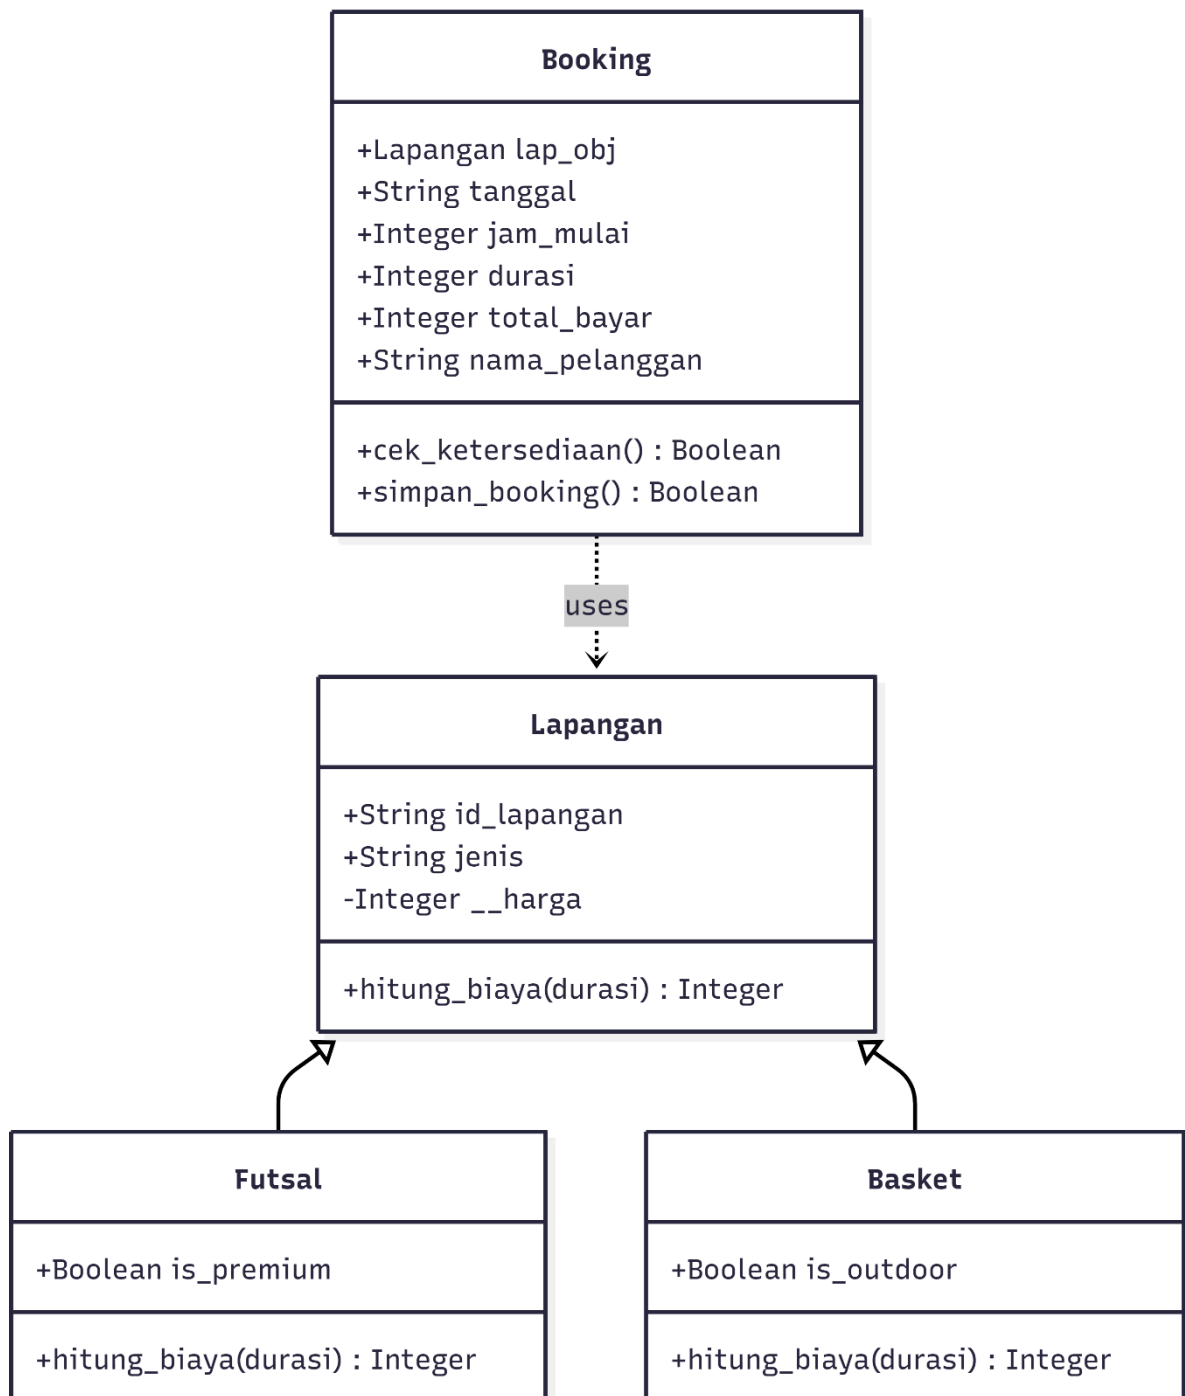 Booking
+Lapangan lap_obj
+String tanggal
+Integer jam_mulai
+Integer durasi
+Integer total_bayar
+String nama_pelanggan
+cek_ketersediaan() : Boolean
+simpan_booking() : Boolean
uses
Lapangan
+String id_lapangan
+String jenis
-Integer __harga
+hitung_biaya(durasi) : Integer
Futsal
+Boolean is_premium
+hitung_biaya(durasi) : Integer
Basket
+Boolean is_outdoor
+hitung_biaya(durasi) : Integer